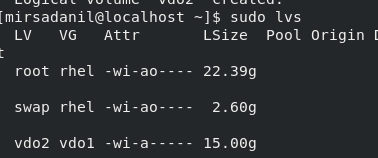 Logical volume "vdo2" created.
[mirsadanil@localhost ~]$ sudo lvs
LV VG Attr LSize Pool Origin D
t
root rhel -wi-ao---- 22.39g
swap rhel -wi-ao---- 2.60g
vdo2 vdo1 -wi-a----- 15.00g